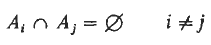 A_i ∩ A_j = ∅ i ≠ j